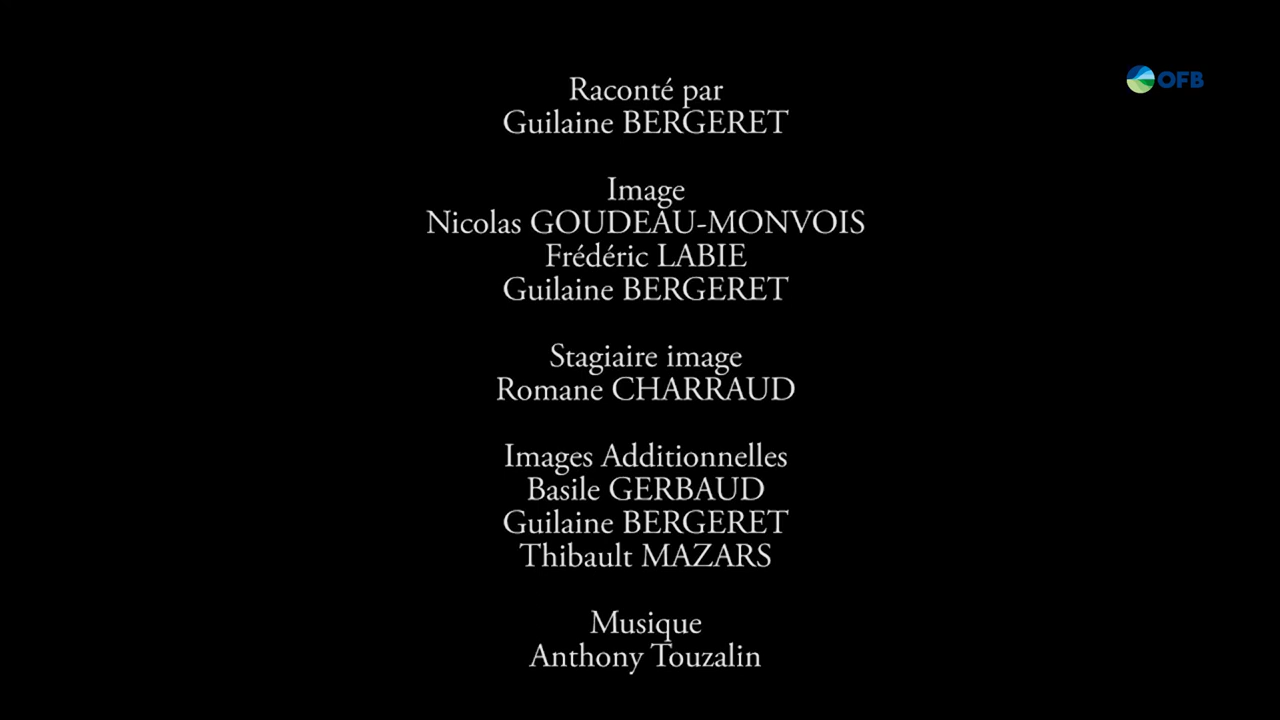 OFB
Raconté par
Guilaine BERGERET
Image
Nicolas GOUDEAU-MONVOIS
Frédéric LABIE
Guilaine BERGERET
Stagiaire image
Romane CHARRAUD
Images Additionnelles
Basile GERBAUD
Guilaine BERGERET
Thibault MAZARS
Musique
Anthony Touzalin